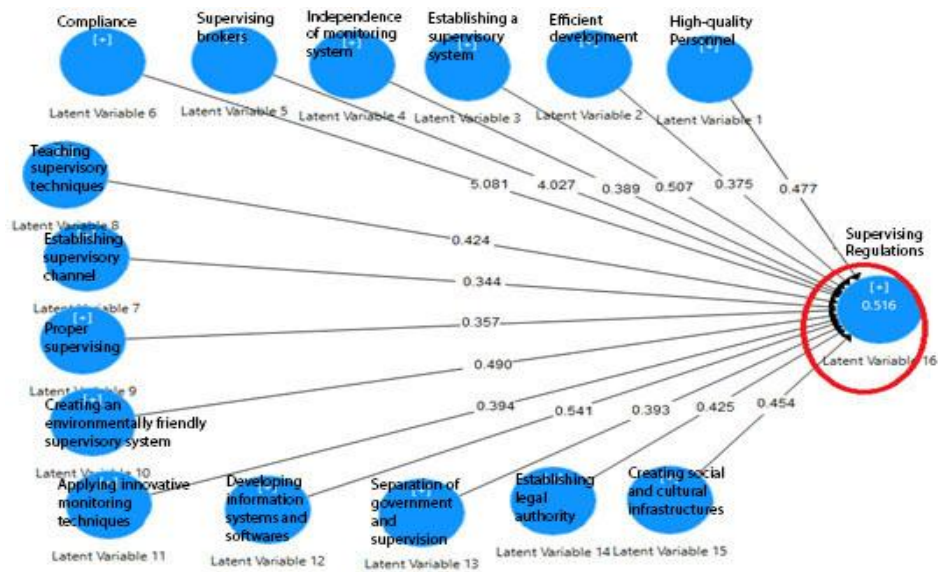 Compliance
Supervising
brokers
Independence
of monitoring
system
Establishing a
supervisory
system
Efficient
development
High-quality
Personnel
[+]
[+]
[+]
[+]
Latent Variable 6
Latent Variable 5
Latent Variable 4
Latent Variable 3
Latent Variable 2
Latent Variable 1
Teaching
supervisory
techniques
Latent Variable 8
5.081
4.027
0.389
0.507
0.375
0.477
0.424
Establishing
supervisory
channel
Latent Variable 7
0.344
Supervising
Regulations
[+]
0.516
Latent Variable 16
[+]
Proper
supervising
Latent Variable 9
0.357
0.490
Creating an
environmentally friendly
supervisory system
Latent Variable 10
0.394
0.541
0.393
0.425
0.454
Applying innovative
monitoring
techniques
Latent Variable 11
Developing
information
systems and
softwares
Latent Variable 12
Separation of
government
and
supervision
Latent Variable 13
Establishing
legal
authority
Latent Variable 14
Creating social
and cultural
infrastructures
Latent Variable 15